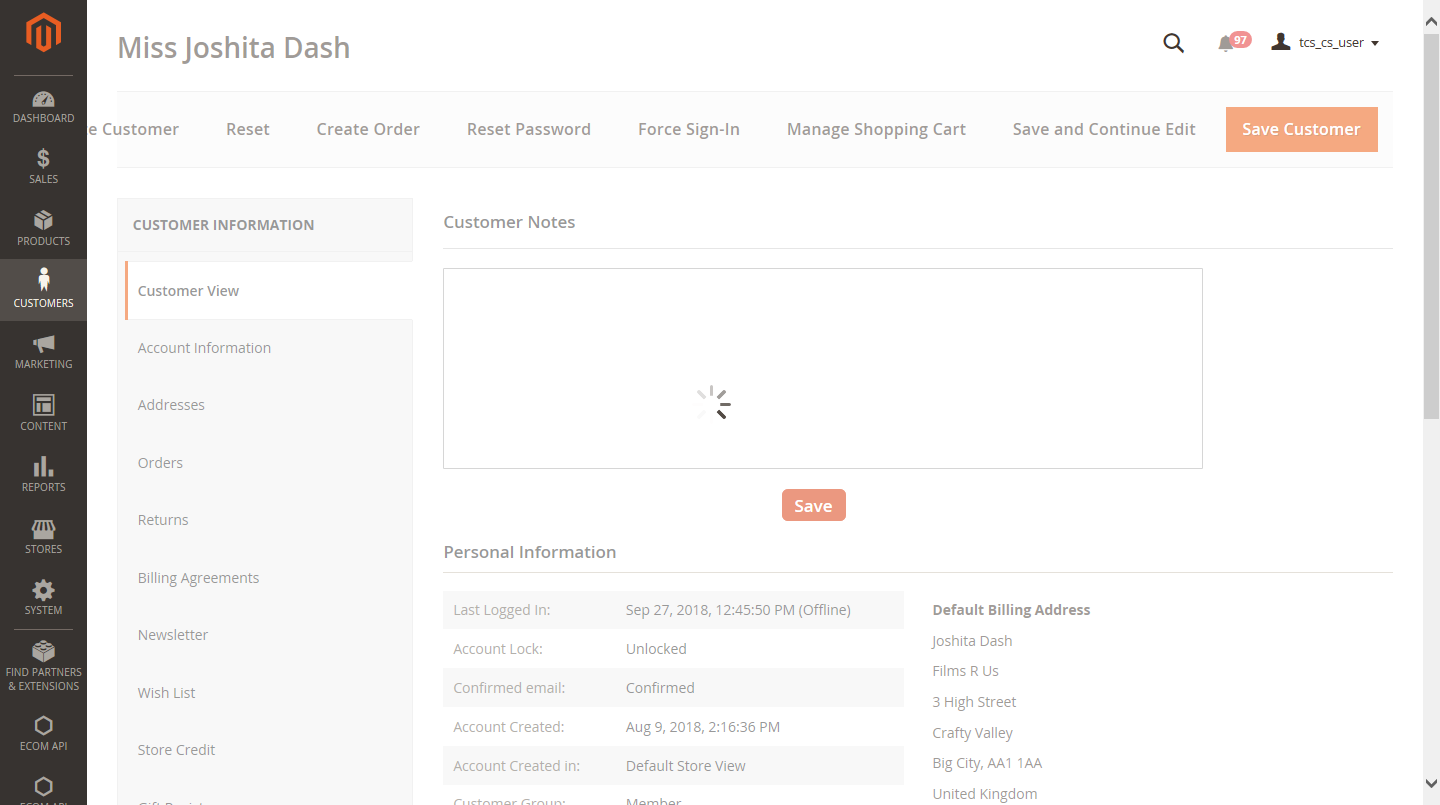 Miss Joshita Dash
97
tcs_cs_user
e Customer
Reset
Create Order
Reset Password
Force Sign-In
Manage Shopping Cart
Save and Continue Edit
Save Customer
DASHBOARD
SALES
PRODUCTS
CUSTOMERS
MARKETING
CONTENT
REPORTS
STORES
SYSTEM
FIND PARTNERS
& EXTENSIONS
ECOM API
ECOM API
CUSTOMER INFORMATION
Customer View
Account Information
Addresses
Orders
Returns
Billing Agreements
Newsletter
Wish List
Store Credit
Customer Notes
Save
Personal Information
Last Logged In: Sep 27, 2018, 12:45:50 PM (Offline)
Account Lock: Unlocked
Confirmed email: Confirmed
Account Created: Aug 9, 2018, 2:16:36 PM
Account Created in: Default Store View
Customer Group: Member
Default Billing Address
Joshita Dash
Films R Us
3 High Street
Crafty Valley
Big City, AA1 1AA
United Kingdom